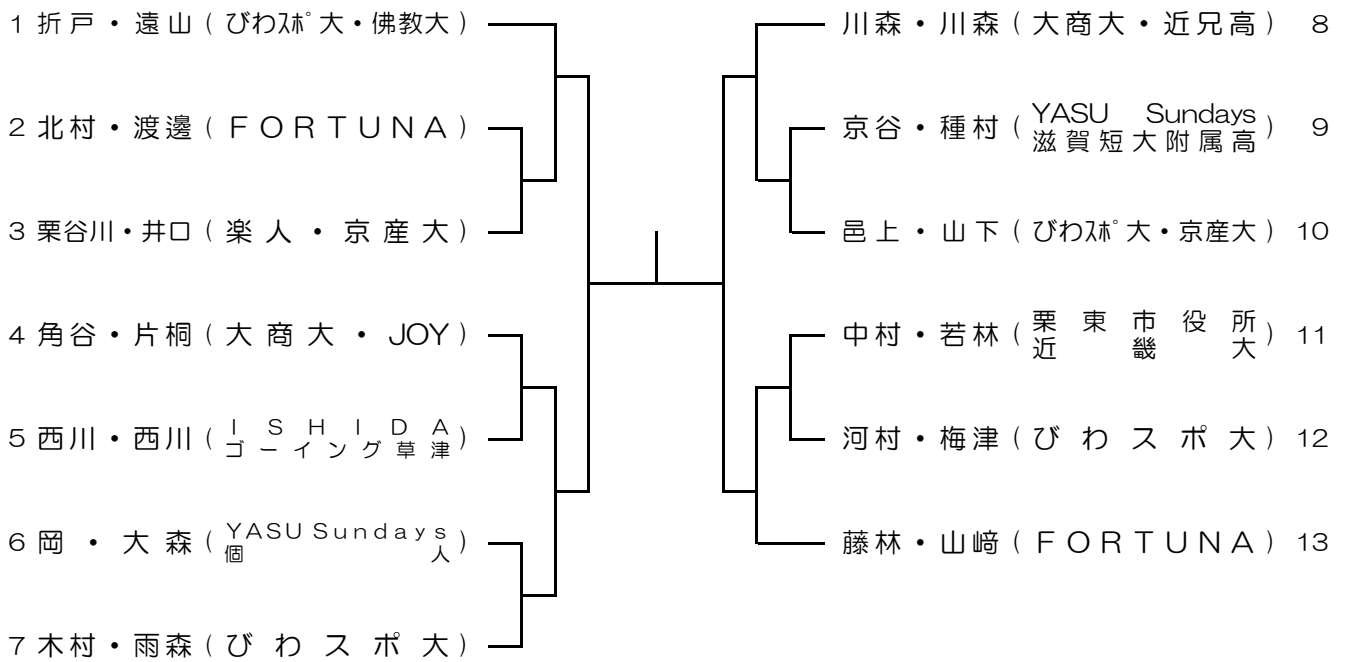 1 折戸・遠山(びわｽﾎﾟ大・佛教大)
2 北村・渡邊(FORTUNA)
3 栗谷川・井口(楽人・京産大)
4 角谷・片桐(大商大・JOY)
5 西川・西川(ISHIDA
ゴーイング草津)
6 岡・大森(YASU Sundays
個人)
7 木村・雨森(びわスポ大)
川森・川森(大商大・近兄高) 8
京谷・種村(YASU Sundays
滋賀短大附属高) 9
邑上・山下(びわｽﾎﾟ大・京産大) 10
中村・若林(栗東市役所
近畿大) 11
河村・梅津(びわスポ大) 12
藤林・山﨑(FORTUNA) 13